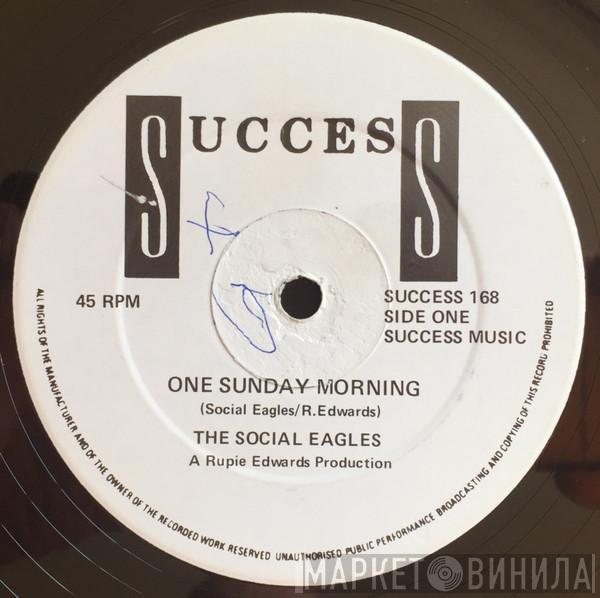 SUCCESS
45 RPM
SUCCESS 168
SIDE ONE
SUCCESS MUSIC
ONE SUNDAY MORNING
(Social Eagles/R.Edwards)
THE SOCIAL EAGLES
A Rupie Edwards Production
ALL RIGHTS OF THE MANUFACTURER AND OF THE OWNER OF THE RECORDED WORK RESERVED UNAUTHORISED PUBLIC PERFORMANCE BROADCASTING AND COPYING OF THIS RECORD PROHIBITED
МАРКЕТ ВИНИЛА